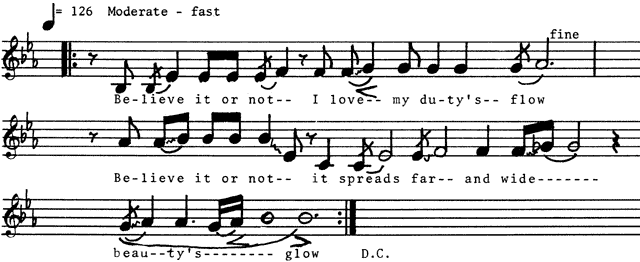 = 126 Moderate - fast
fine
Be-lieve it or not-- I love-- my du-ty's-- flow
Be-lieve it or not-- it spreads far-- and wide-------
beau--ty's-------- glow D.C.